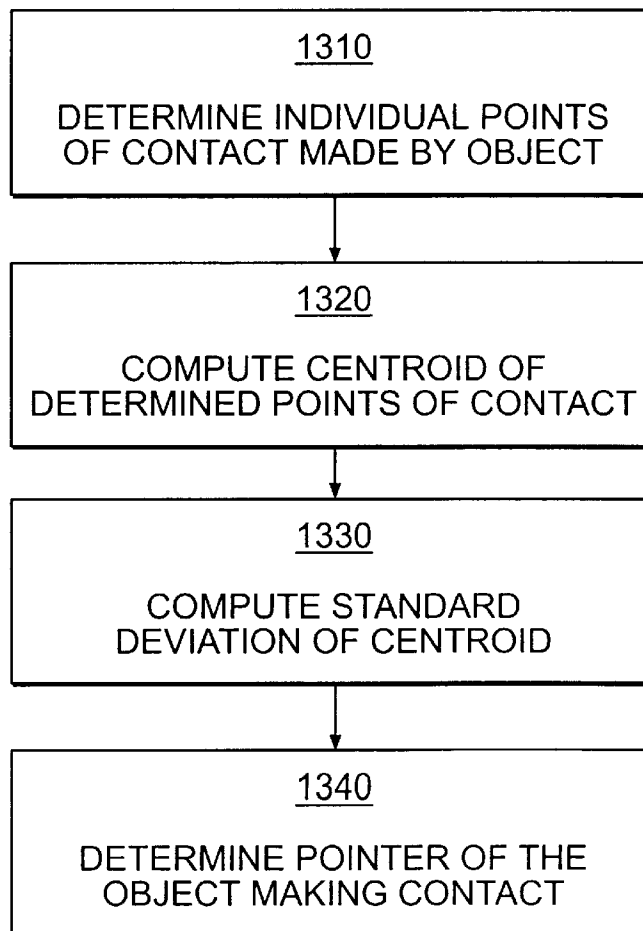 1310
DETERMINE INDIVIDUAL POINTS
OF CONTACT MADE BY OBJECT
1320
COMPUTE CENTROID OF
DETERMINED POINTS OF CONTACT
1330
COMPUTE STANDARD
DEVIATION OF CENTROID
1340
DETERMINE POINTER OF THE
OBJECT MAKING CONTACT